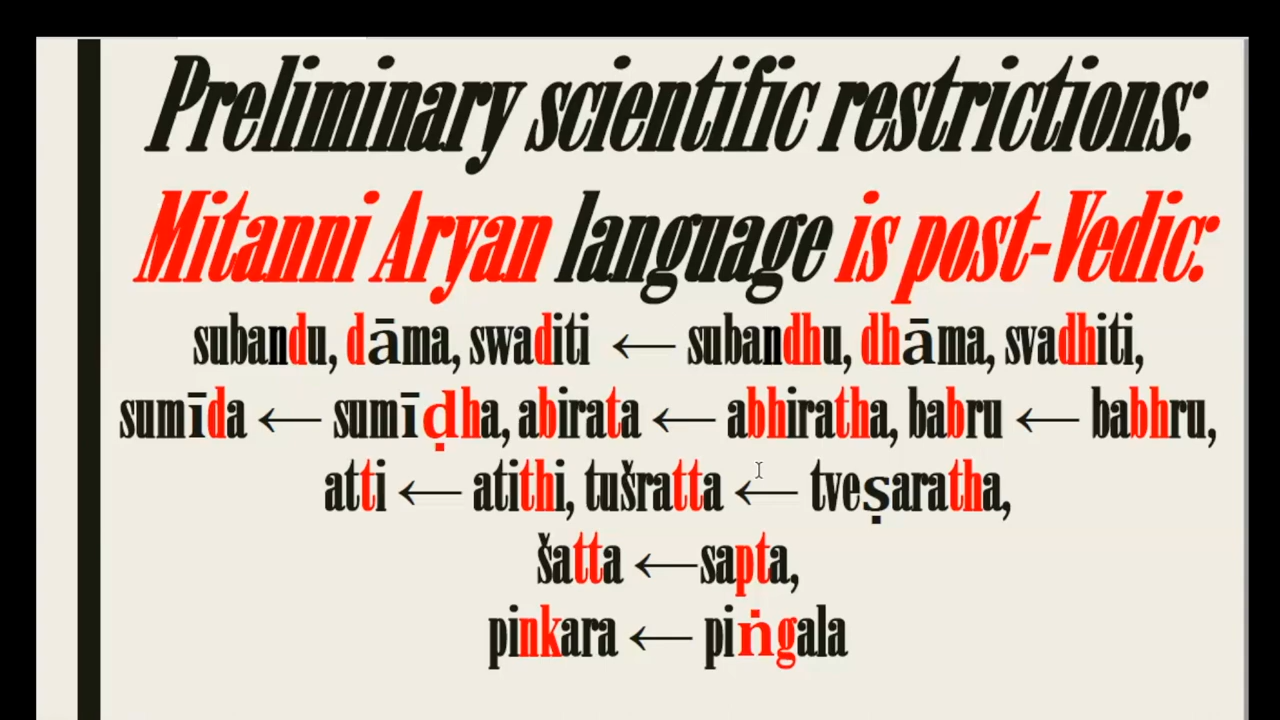 Preliminary scientific restrictions:
Mitanni Aryan language is post-Vedic:
subandu, dāma, swaditi ← subandhu, dhāma, svadhiti,
sumīda ← sumīḍha, abirata ← abhiratha, babru ← babhru,
atti ← atithi, tušratta ← tveṣaratha,
šatta ←sapta,
pinkara ← piṅgala